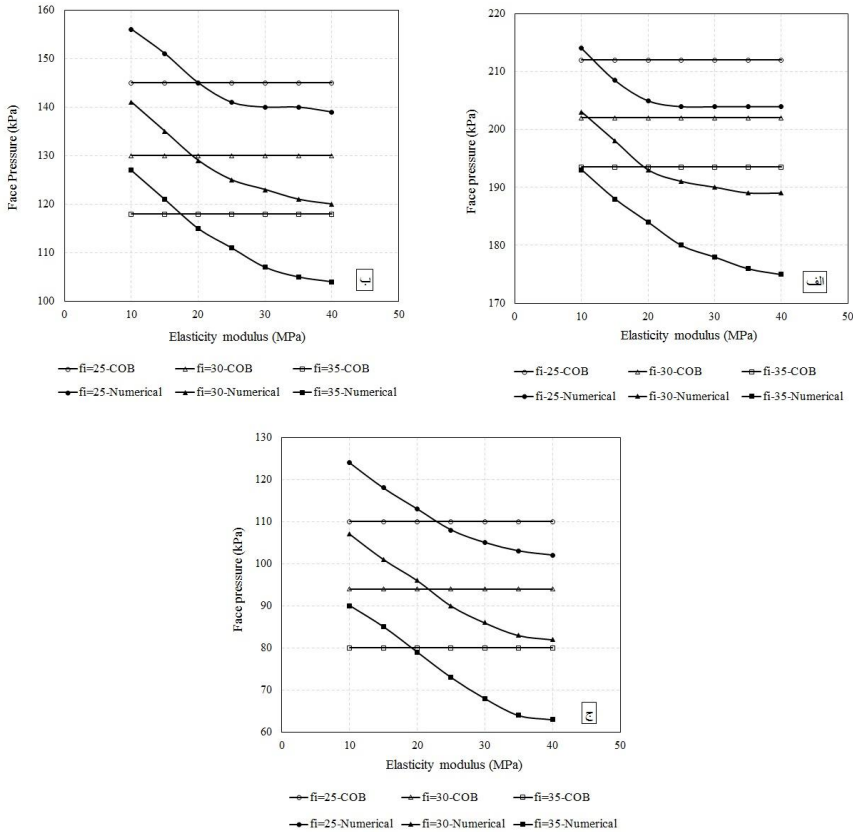 160
150
140
130
120
110
100
0 10 20 30 40 50
Face Pressure (kPa)
Elasticity modulus (MPa)
ب
fi=25-COB fi=30-COB fi=35-COB
fi=25-Numerical fi=30-Numerical fi=35-Numerical
220
210
200
190
180
170
0 10 20 30 40 50
Face pressure (kPa)
Elasticity modulus (MPa)
الف
fi-25-COB fi-30-COB fi-35-COB
fi-25-Numerical fi-30-Numerical fi-35-Numerical
130
120
110
100
90
80
70
60
0 10 20 30 40 50
Face pressure (kPa)
Elasticity modulus (MPa)
ج
fi=25-COB fi=30-COB fi=35-COB
fi=25-Numerical fi=30-Numerical fi=35-Numerical